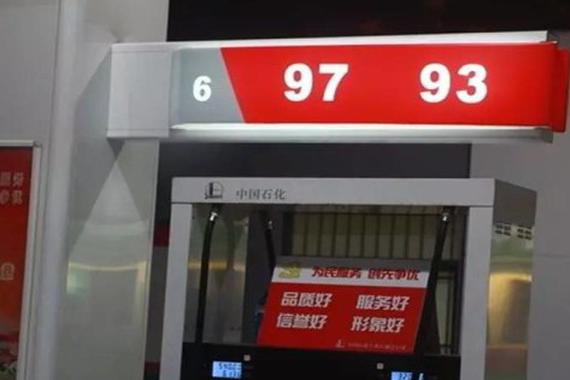 6 97 93
中国石化
为民服务 创先争优
品质好 服务好
信誉好 形象好